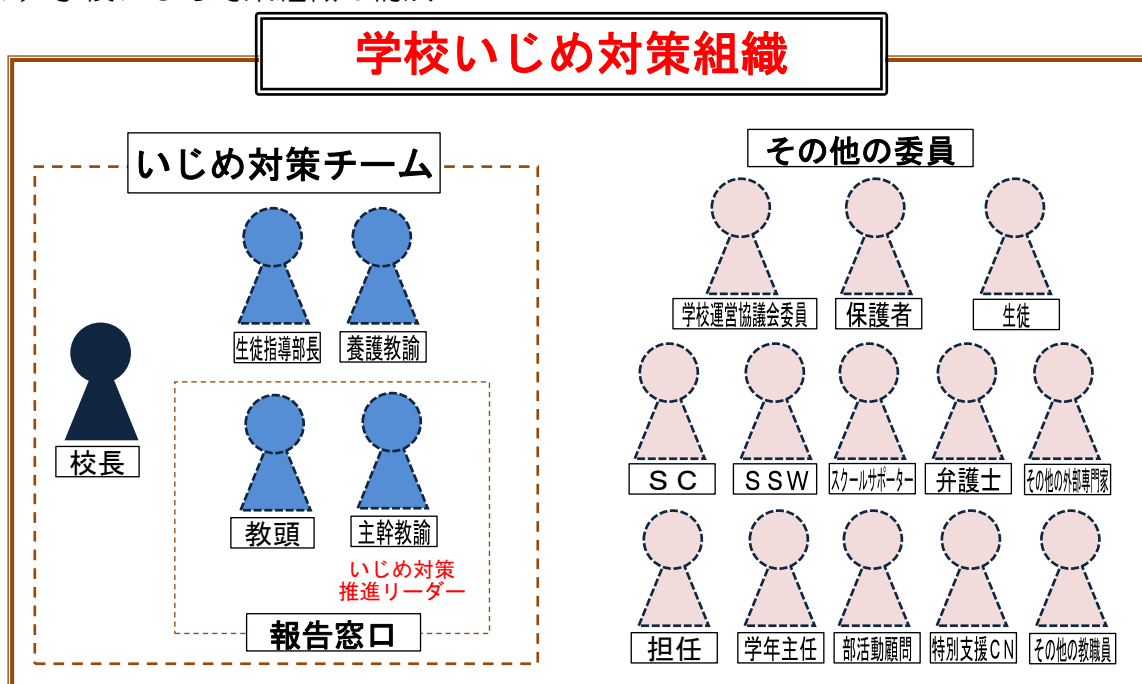 学校いじめ対策組織
いじめ対策チーム
生徒指導部長
養護教諭
校長
教頭
主幹教諭
いじめ対策
推進リーダー
報告窓口
その他の委員
学校運営協議会委員
保護者
生徒
ＳＣ
ＳＳＷ
スクールサポーター
弁護士
その他の外部専門家
担任
学年主任
部活動顧問
特別支援ＣＮ
その他の教職員